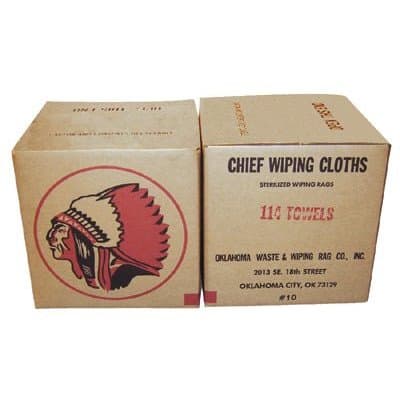 CHIEF WIPING CLOTHS
STERILIZED WIPING RAGS
114 TOWELS
OKLAHOMA WASTE & WIPING RAG CO., INC.
2013 SE. 18th STREET
OKLAHOMA CITY, OK 73129
#10